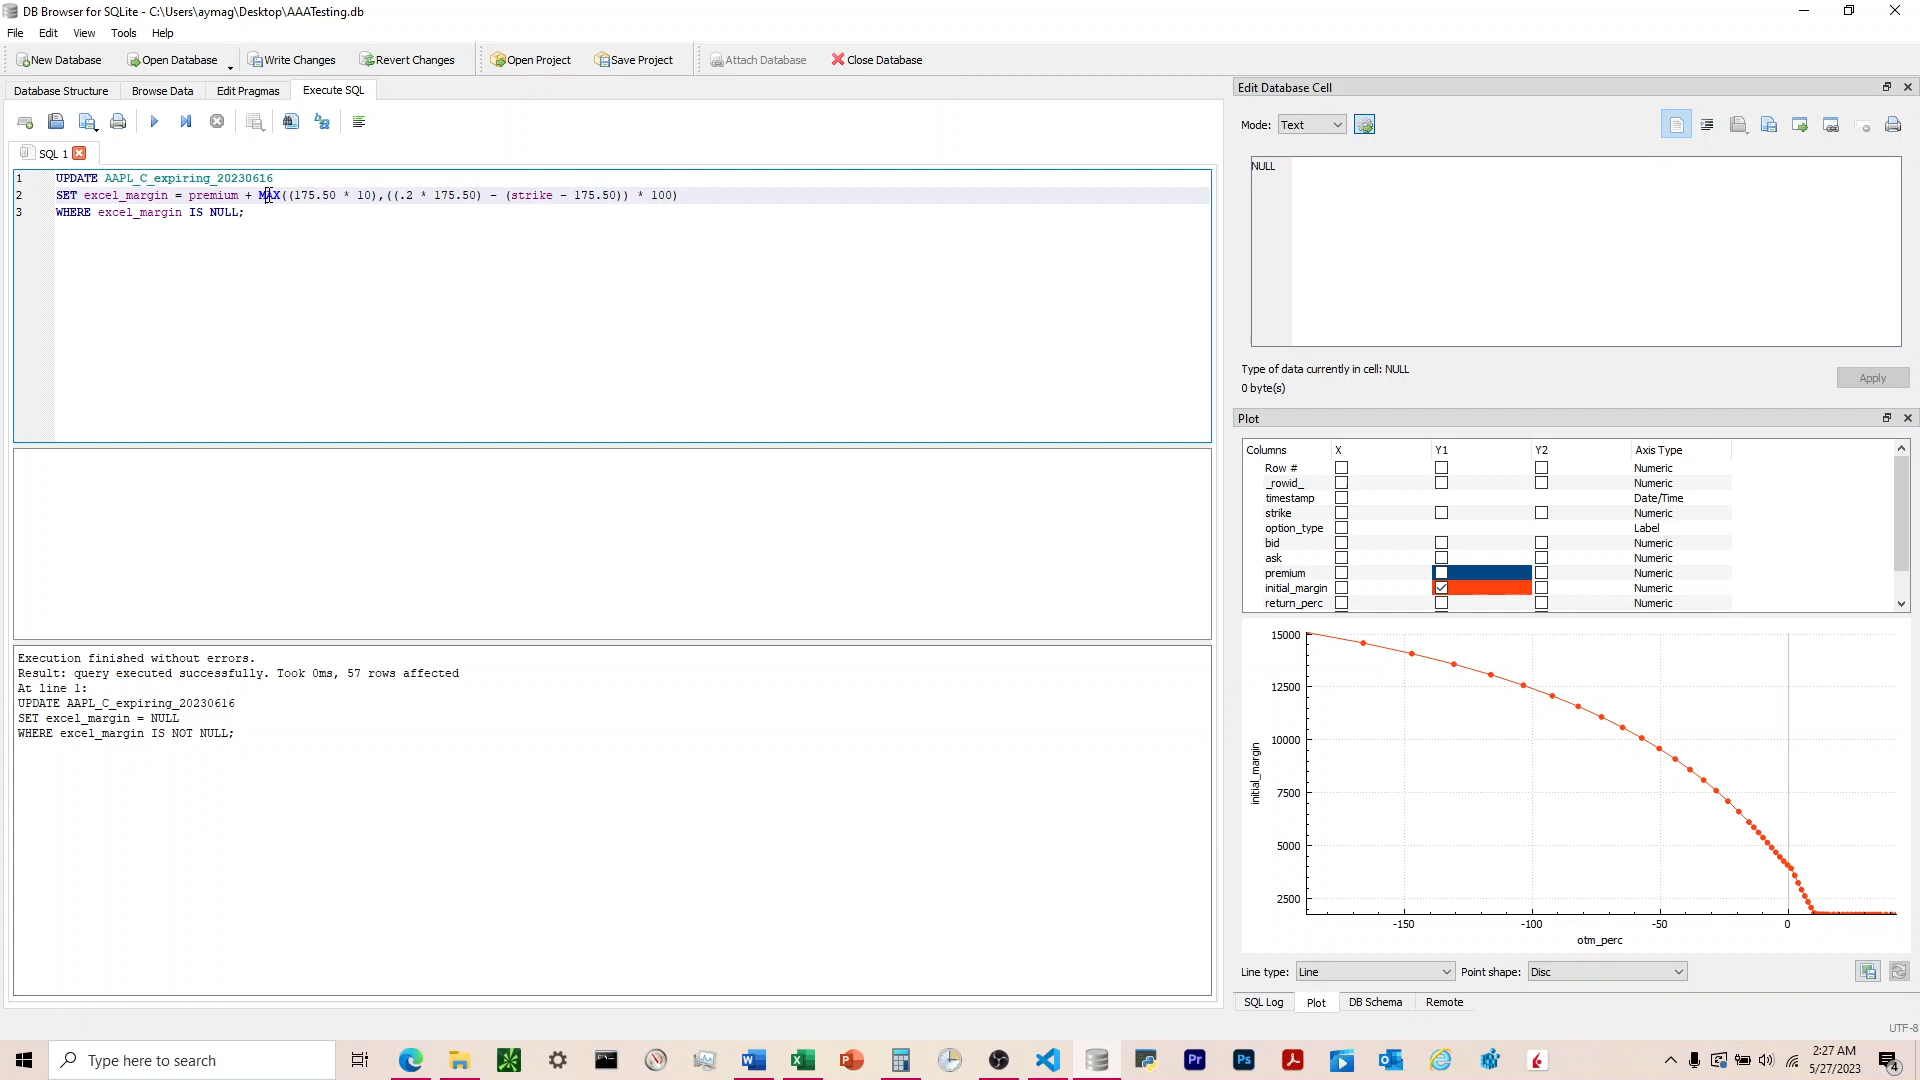 DB Browser for SQLite - C:\Users\aymag\Desktop\AAATesting.db
File Edit View Tools Help
New Database Open Database Write Changes Revert Changes Open Project Save Project Attach Database Close Database
Database Structure Browse Data Edit Pragmas Execute SQL
SQL 1
1 UPDATE AAPL_C_expiring_20230616
2 SET excel_margin = premium + MAX((175.50 * 10),((.2 * 175.50) - (strike - 175.50)) * 100)
3 WHERE excel_margin IS NULL;
Execution finished without errors.
Result: query executed successfully. Took 0ms, 57 rows affected
At line 1:
UPDATE AAPL_C_expiring_20230616
SET excel_margin = NULL
WHERE excel_margin IS NOT NULL;
Edit Database Cell
Mode: Text
NULL
Type of data currently in cell: NULL
0 byte(s)
Apply
Plot
Columns X Y1 Y2 Axis Type
Row # Numeric
_rowid_ Numeric
timestamp Date/Time
strike Numeric
option_type Label
bid Numeric
ask Numeric
premium Numeric
initial_margin Numeric
return_perc Numeric
15000
12500
10000
7500
5000
2500
initial_margin
-150 -100 -50 0
otm_perc
Line type: Line Point shape: Disc
SQL Log Plot DB Schema Remote
UTF-8
Type here to search
2:27 AM
5/27/2023
4